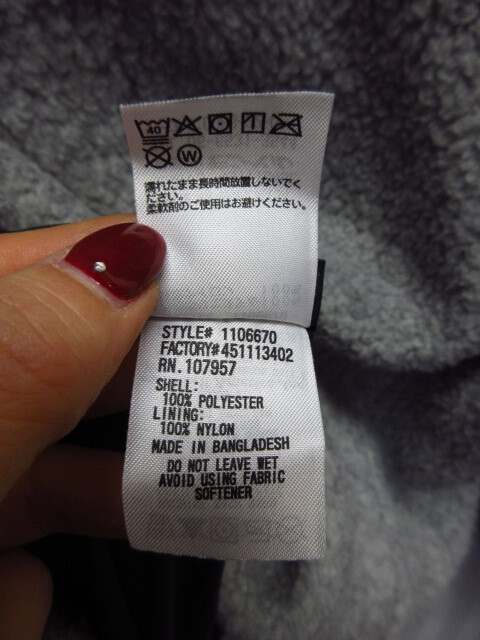 40
W
濡れたまま長時間放置しないでく
ださい。
柔軟剤のご使用はお避けください。
STYLE# 1106670
FACTORY#451113402
RN.107957
SHELL:
100% POLYESTER
LINING:
100% NYLON
MADE IN BANGLADESH
DO NOT LEAVE WET
AVOID USING FABRIC
SOFTENER